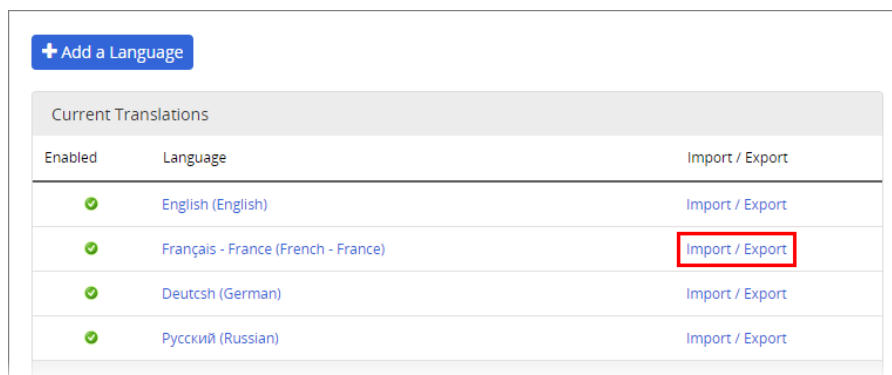 + Add a Language
Current Translations
Enabled Language Import / Export
English (English) Import / Export
Français - France (French - France) Import / Export
Deutcsh (German) Import / Export
Русский (Russian) Import / Export